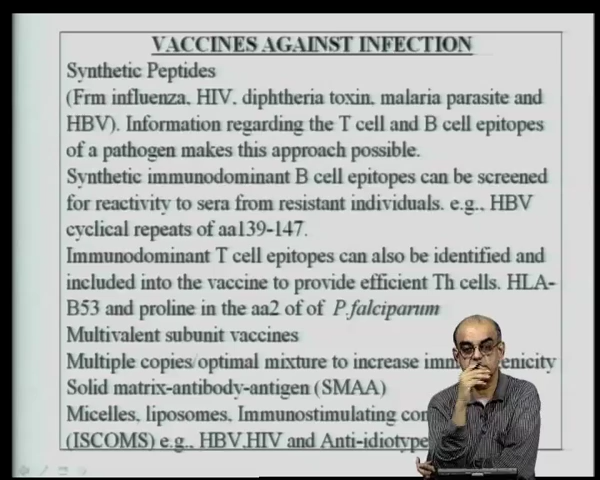 VACCINES AGAINST INFECTION
Synthetic Peptides
(Frm influenza, HIV, diphtheria toxin, malaria parasite and
HBV). Information regarding the T cell and B cell epitopes
of a pathogen makes this approach possible.
Synthetic immunodominant B cell epitopes can be screened
for reactivity to sera from resistant individuals. e.g., HBV
cyclical repeats of aa139-147.
Immunodominant T cell epitopes can also be identified and
included into the vaccine to provide efficient Th cells. HLA-
B53 and proline in the aa2 of of P.falciparum
Multivalent subunit vaccines
Multiple copies/optimal mixture to increase
Solid matrix-antibody-antigen (SMAA)
Micelles, liposomes, Immunostimulating
(ISCOMS) e.g., HBV,HIV and Anti-idiotype